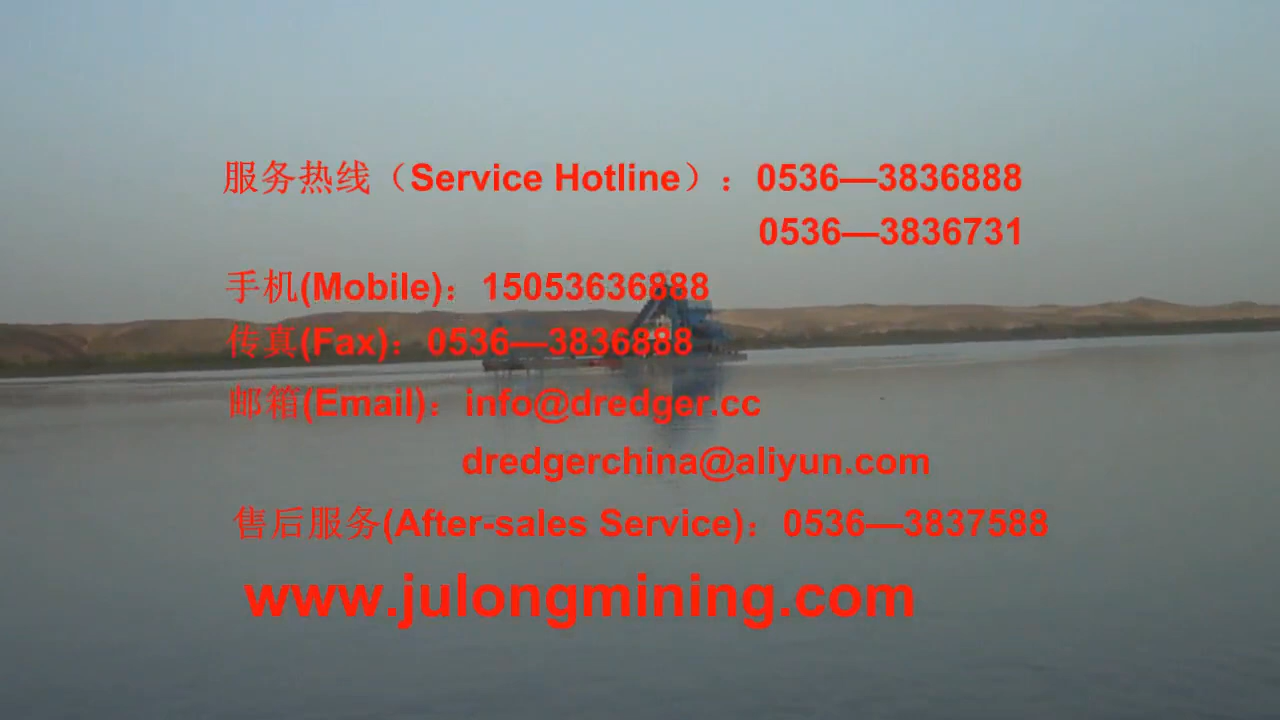 服务热线（Service Hotline）：0536—3836888
0536—3836731
手机(Mobile)：15053636888
传真(Fax)：0536—3836888
邮箱(Email)：info@dredger.cc
dredgerchina@aliyun.com
售后服务(After-sales Service)：0536—3837588
www.julongmining.com